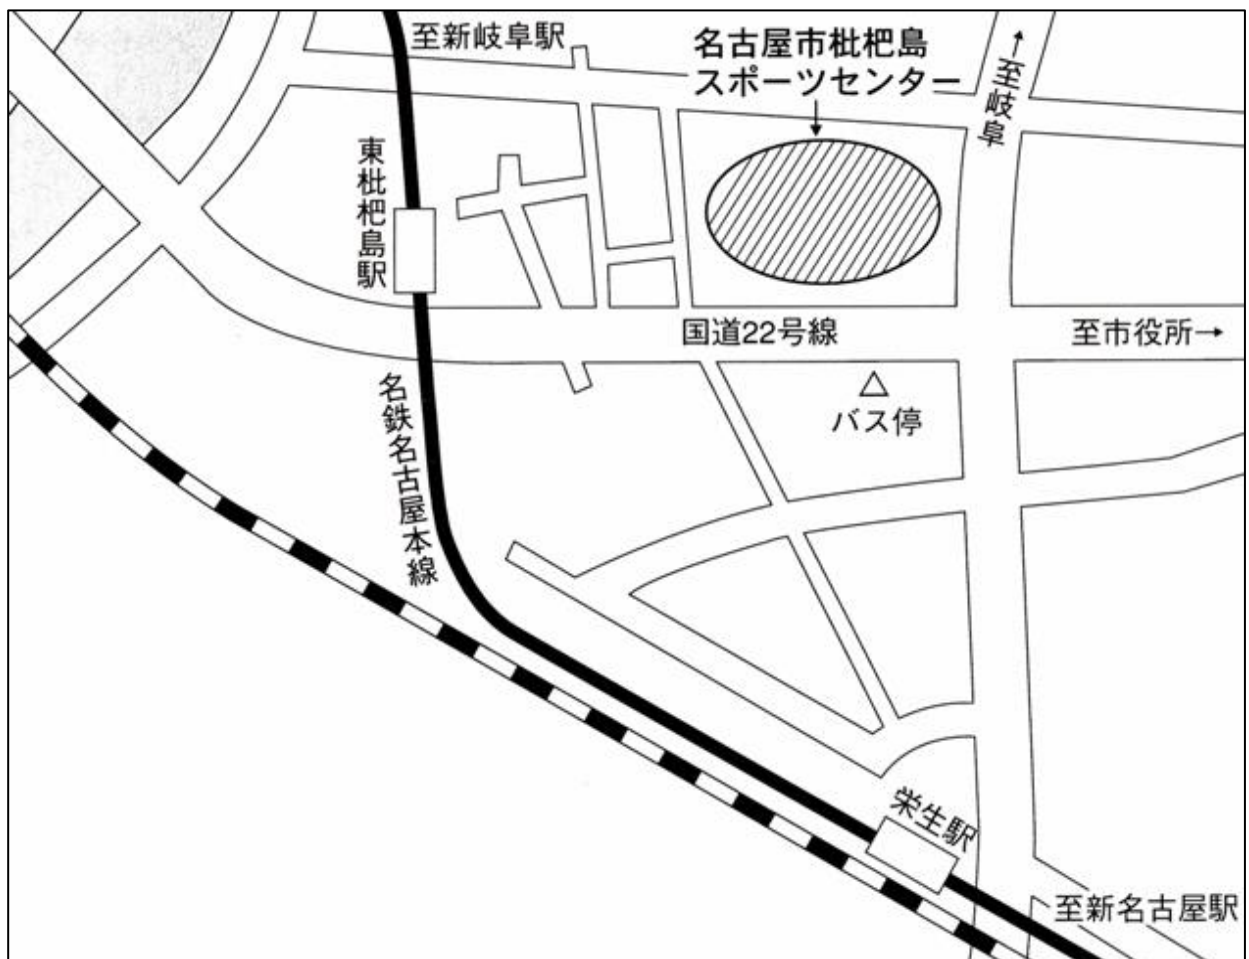 至新岐阜駅
名古屋市枇杷島
スポーツセンター
↑至岐阜
東枇杷島駅
国道22号線
至市役所→
バス停
名鉄名古屋本線
栄生駅
至新名古屋駅